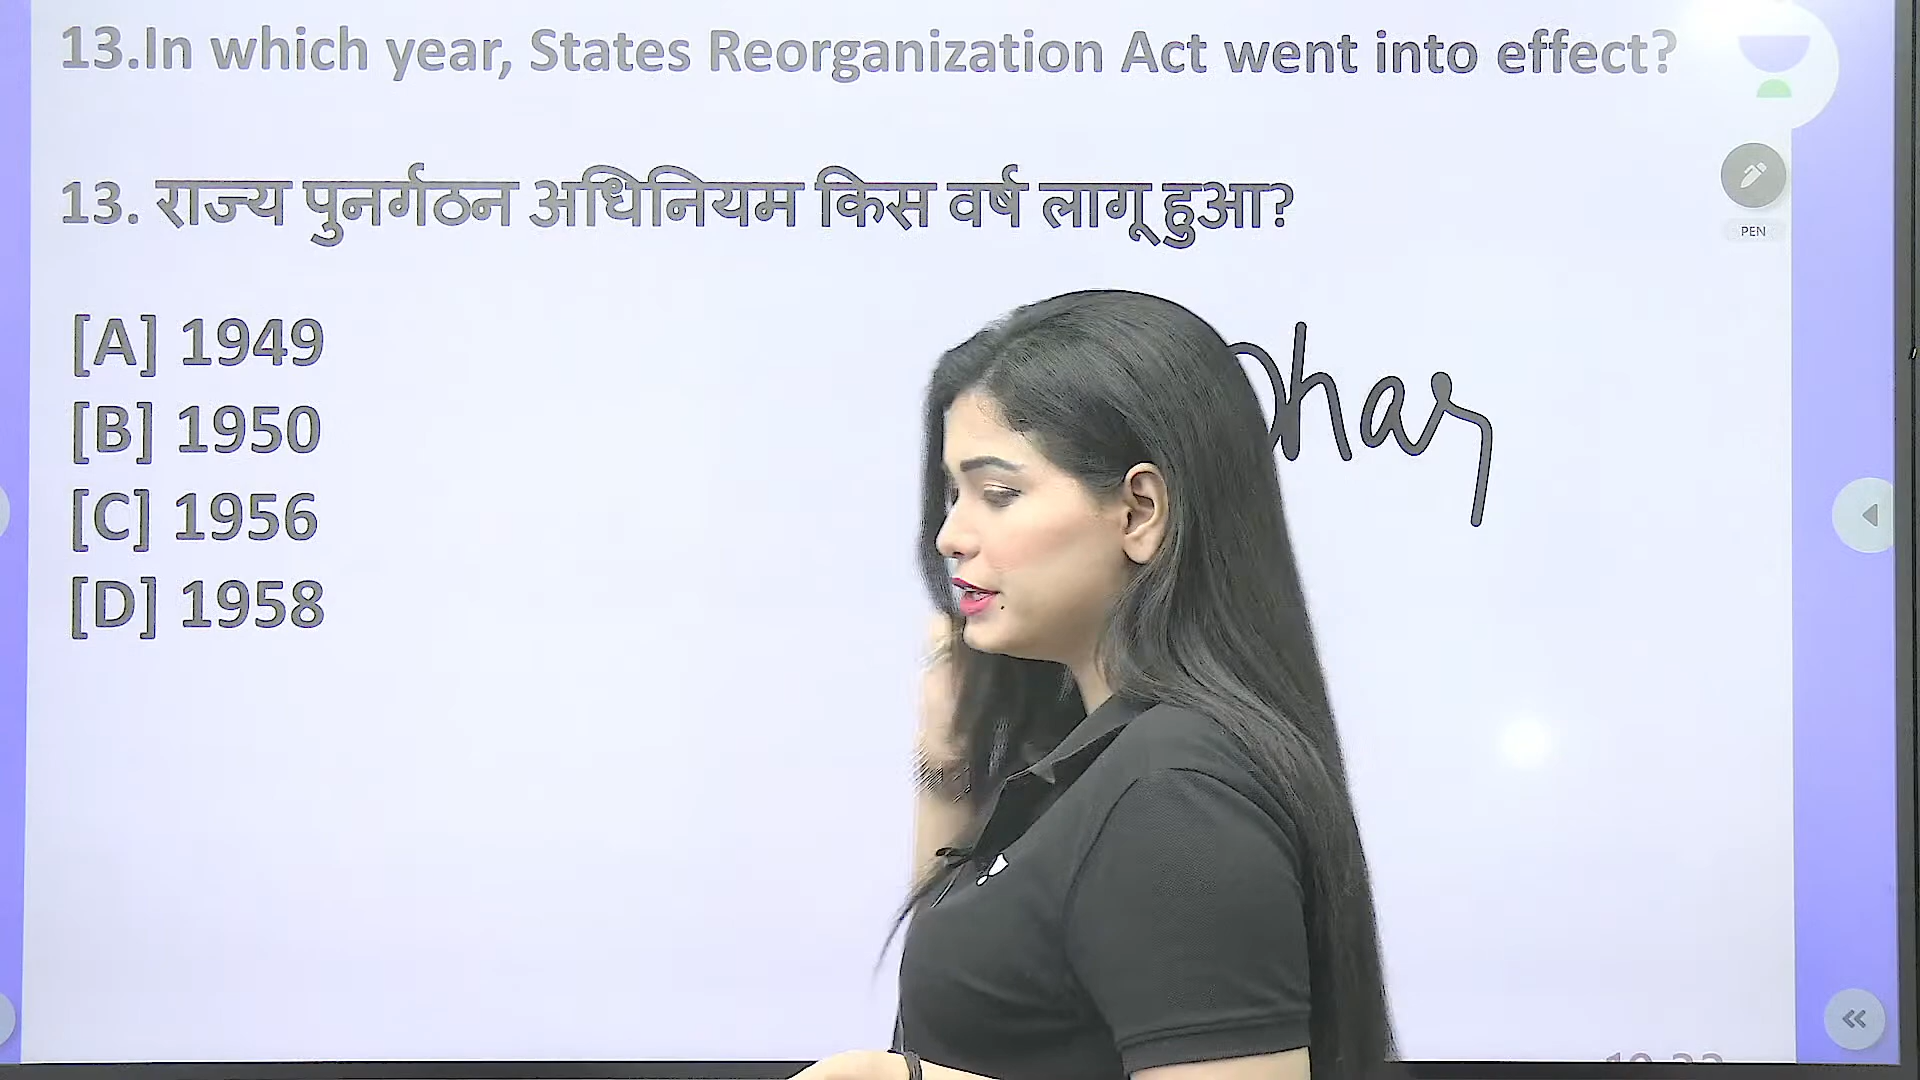 13.In which year, States Reorganization Act went into effect?
PEN
13. राज्य पुनर्गठन अधिनियम किस वर्ष लागू हुआ?
[A] 1949
[B] 1950
[C] 1956
[D] 1958
Dhar